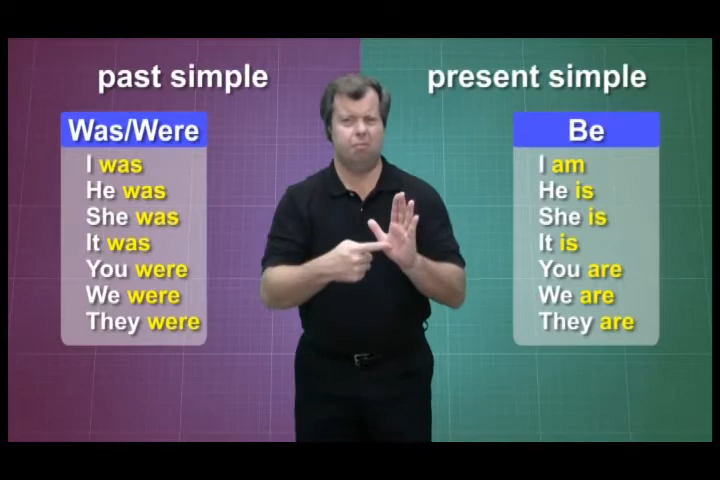 past simple
Was/Were
I was
He was
She was
It was
You were
We were
They were
present simple
Be
I am
He is
She is
It is
You are
We are
They are